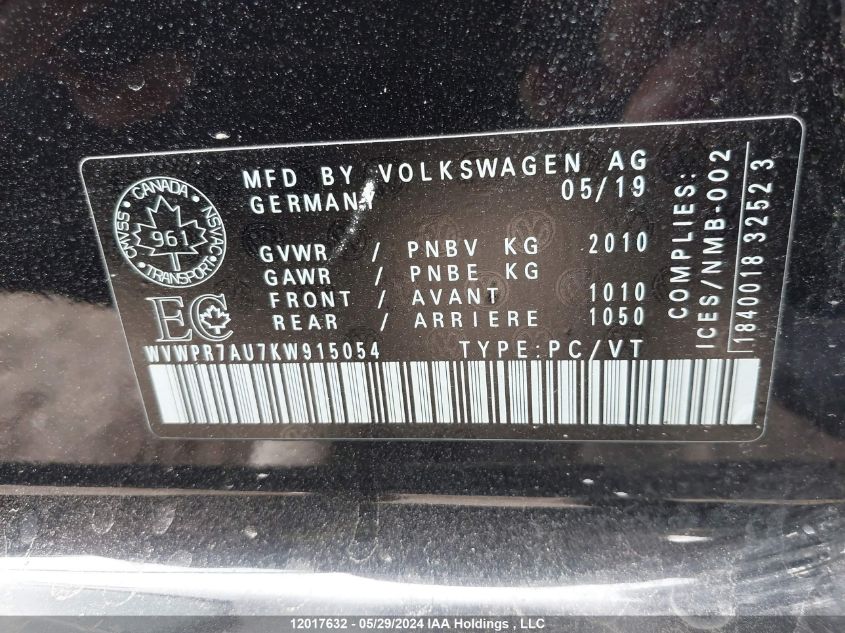 MFD BY VOLKSWAGEN AG
GERMANY 05/19
CANADA
CMVSS NSVAC
961
TRANSPORT
GVWR / PNBV KG 2010
GAWR / PNBE KG
FRONT / AVANT 1010
REAR / ARRIERE 1050
EC
WVWPR7AU7KW915054 TYPE:PC/VT
COMPLIES:
ICES/NMB-002
1840018 32523
12017632 - 05/29/2024 IAA Holdings , LLC